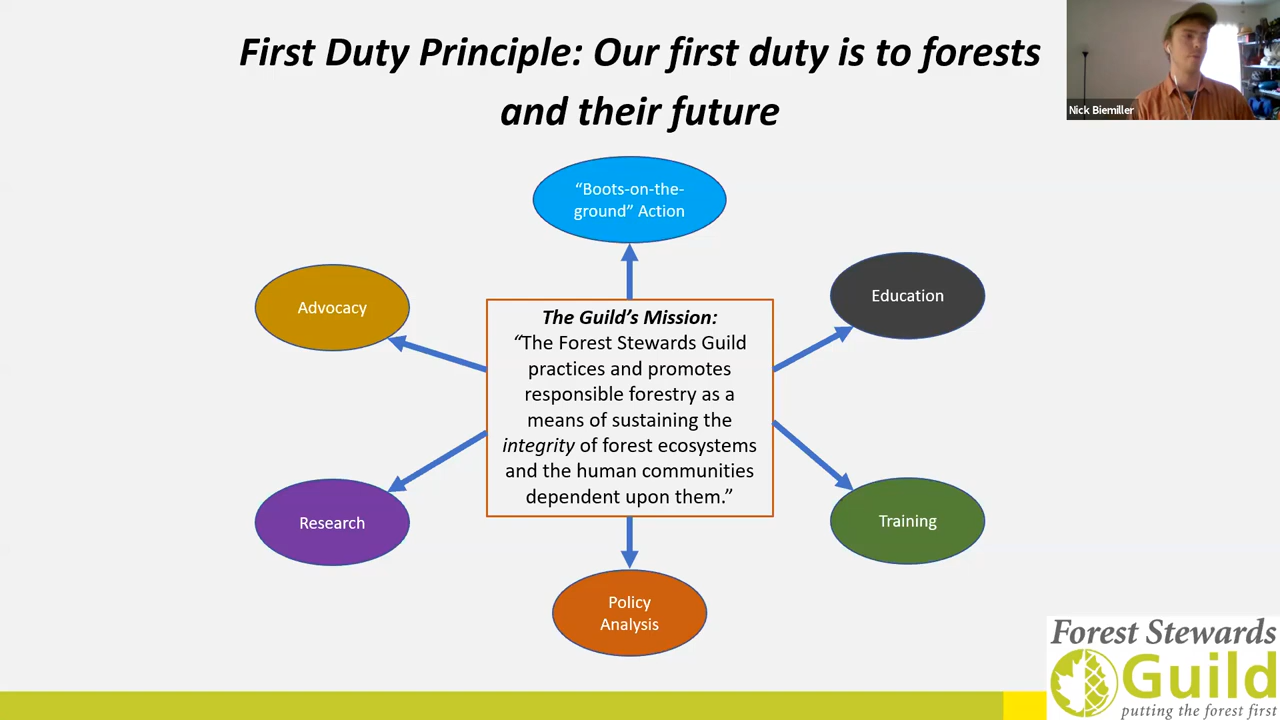 First Duty Principle: Our first duty is to forests
and their future
Nick Biemiller
“Boots-on-the-
ground” Action
Advocacy
Education
The Guild’s Mission:
“The Forest Stewards Guild
practices and promotes
responsible forestry as a
means of sustaining the
integrity of forest ecosystems
and the human communities
dependent upon them.”
Research
Training
Policy
Analysis
Forest Stewards
Guild
putting the forest first